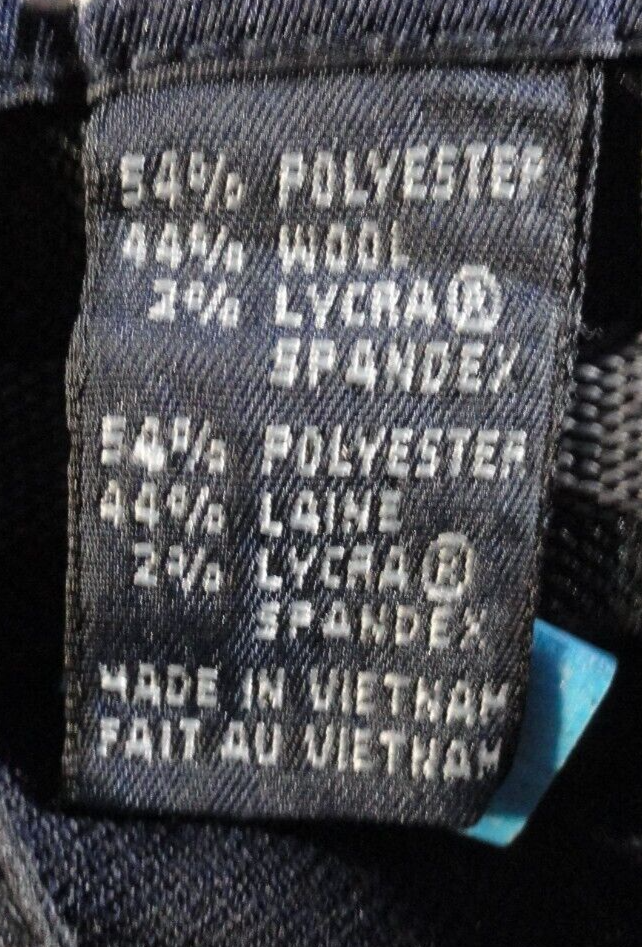 54% POLYESTER
44% WOOL
2% LYCRA®
SPANDEX
54% POLYESTER
44% LAINE
2% LYCRA®
SPANDEX
MADE IN VIETNAM
FAIT AU VIETNAM